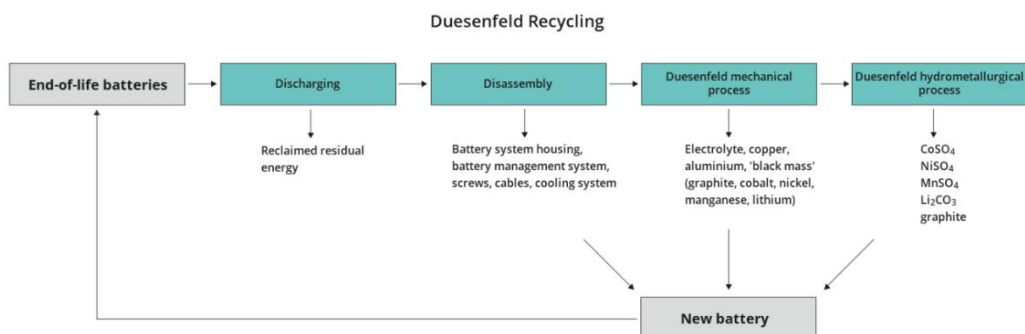 Duesenfeld Recycling
End-of-life batteries
Discharging
Disassembly
Duesenfeld mechanical
process
Duesenfeld hydrometallurgical
process
Reclaimed residual
energy
Battery system housing,
battery management system,
screws, cables, cooling system
Electrolyte, copper,
aluminium, 'black mass'
(graphite, cobalt, nickel,
manganese, lithium)
CoSO₄
NiSO₄
MnSO₄
Li₂CO₃
graphite
New battery